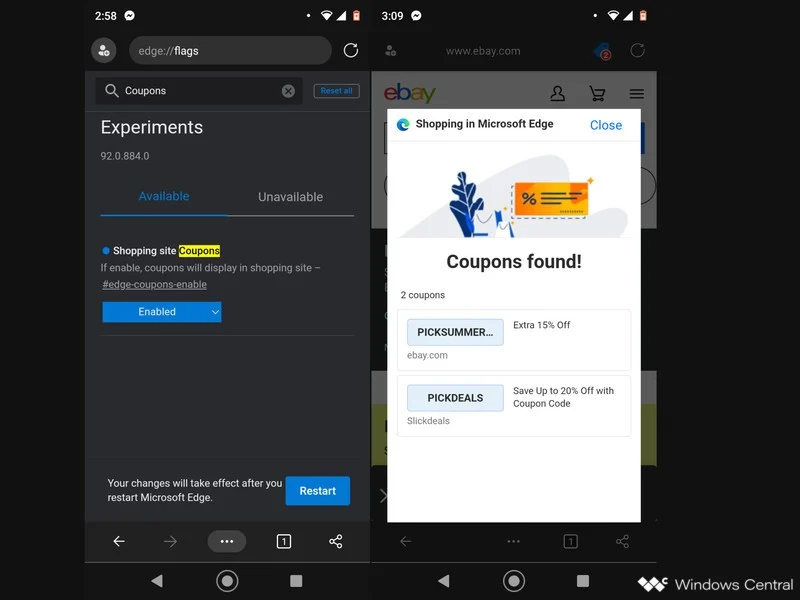 2:58
edge://flags
Coupons
Reset all
Experiments
92.0.884.0
Available
Unavailable
Shopping site Coupons
If enable, coupons will display in shopping site –
#edge-coupons-enable
Enabled
Your changes will take effect after you
restart Microsoft Edge.
Restart
1
3:09
www.ebay.com
2
ebay
Shopping in Microsoft Edge
Close
%
Coupons found!
2 coupons
PICKSUMMER...
Extra 15% Off
ebay.com
PICKDEALS
Save Up to 20% Off with
Coupon Code
Slickdeals
1
Windows Central